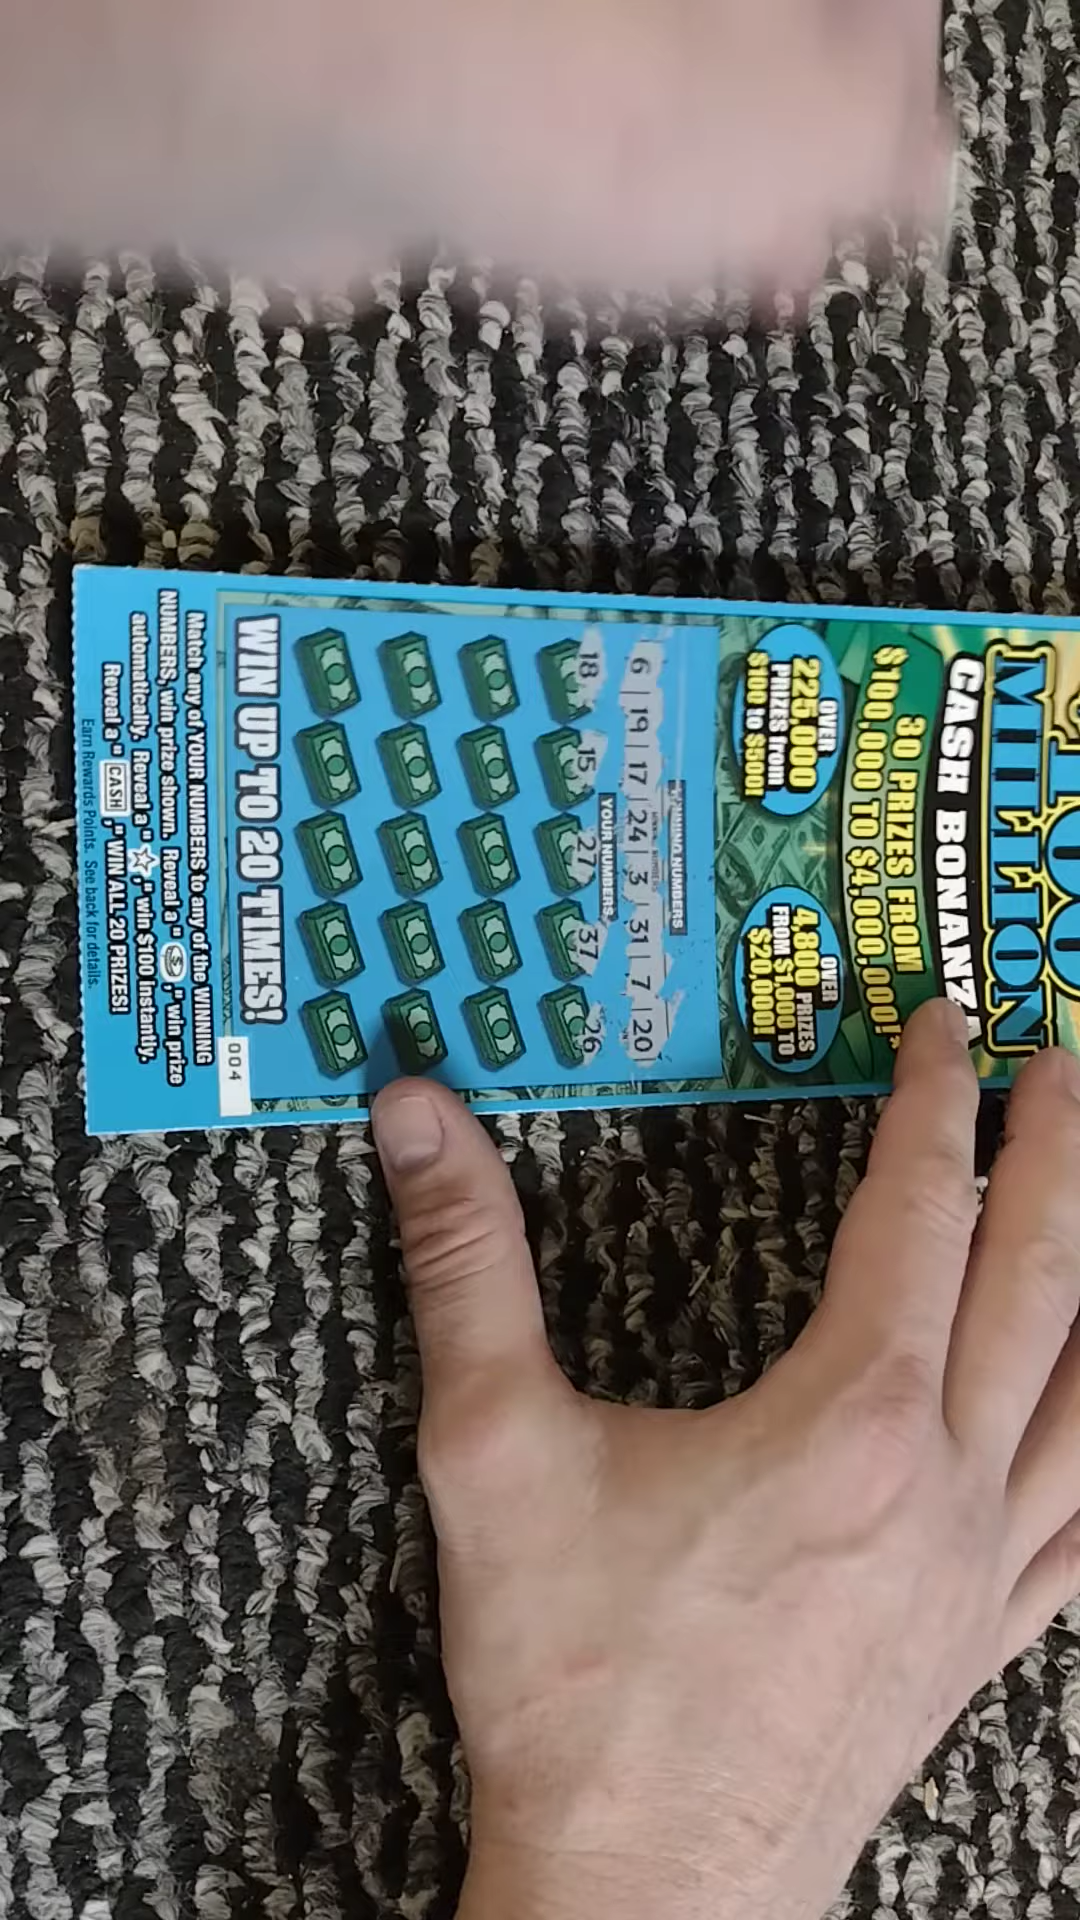 100
MILLION
CASH BONANZA
30 PRIZES FROM
$100,000 TO $4,000,000!*
OVER
225,000
PRIZES from
$100 to $500!
OVER
4,800 PRIZES
FROM $1,000 TO
$20,000!
WINNING NUMBERS
6 19 17 24 3 31 7 20
YOUR NUMBERS
18 15 27 37 26
WIN UP TO 20 TIMES!
004
Match any of YOUR NUMBERS to any of the WINNING
NUMBERS, win prize shown. Reveal a " ", "win prize
automatically. Reveal a " ☆ ," win $100 instantly.
Reveal a " CASH ," WIN ALL 20 PRIZES!
Earn Rewards Points. See back for details.